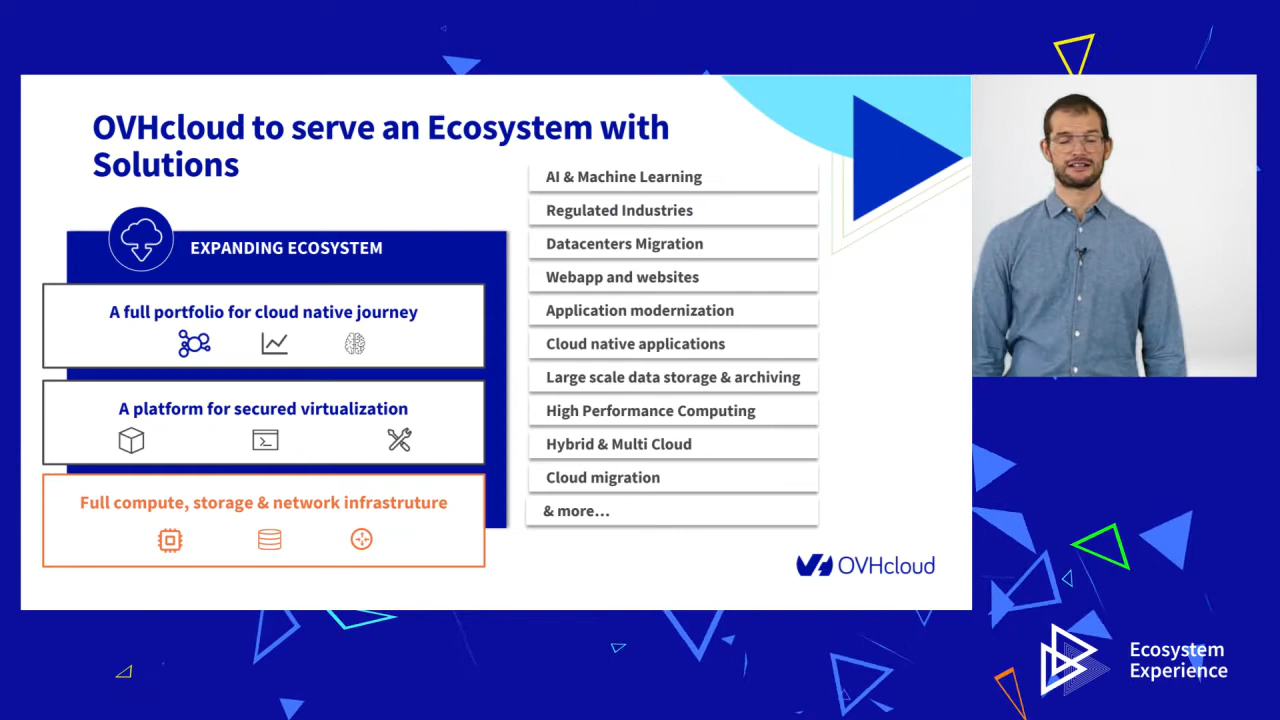 OVHcloud to serve an Ecosystem with
Solutions
EXPANDING ECOSYSTEM
A full portfolio for cloud native journey
A platform for secured virtualization
Full compute, storage & network infrastruture
AI & Machine Learning
Regulated Industries
Datacenters Migration
Webapp and websites
Application modernization
Cloud native applications
Large scale data storage & archiving
High Performance Computing
Hybrid & Multi Cloud
Cloud migration
& more...
OVHcloud
Ecosystem
Experience